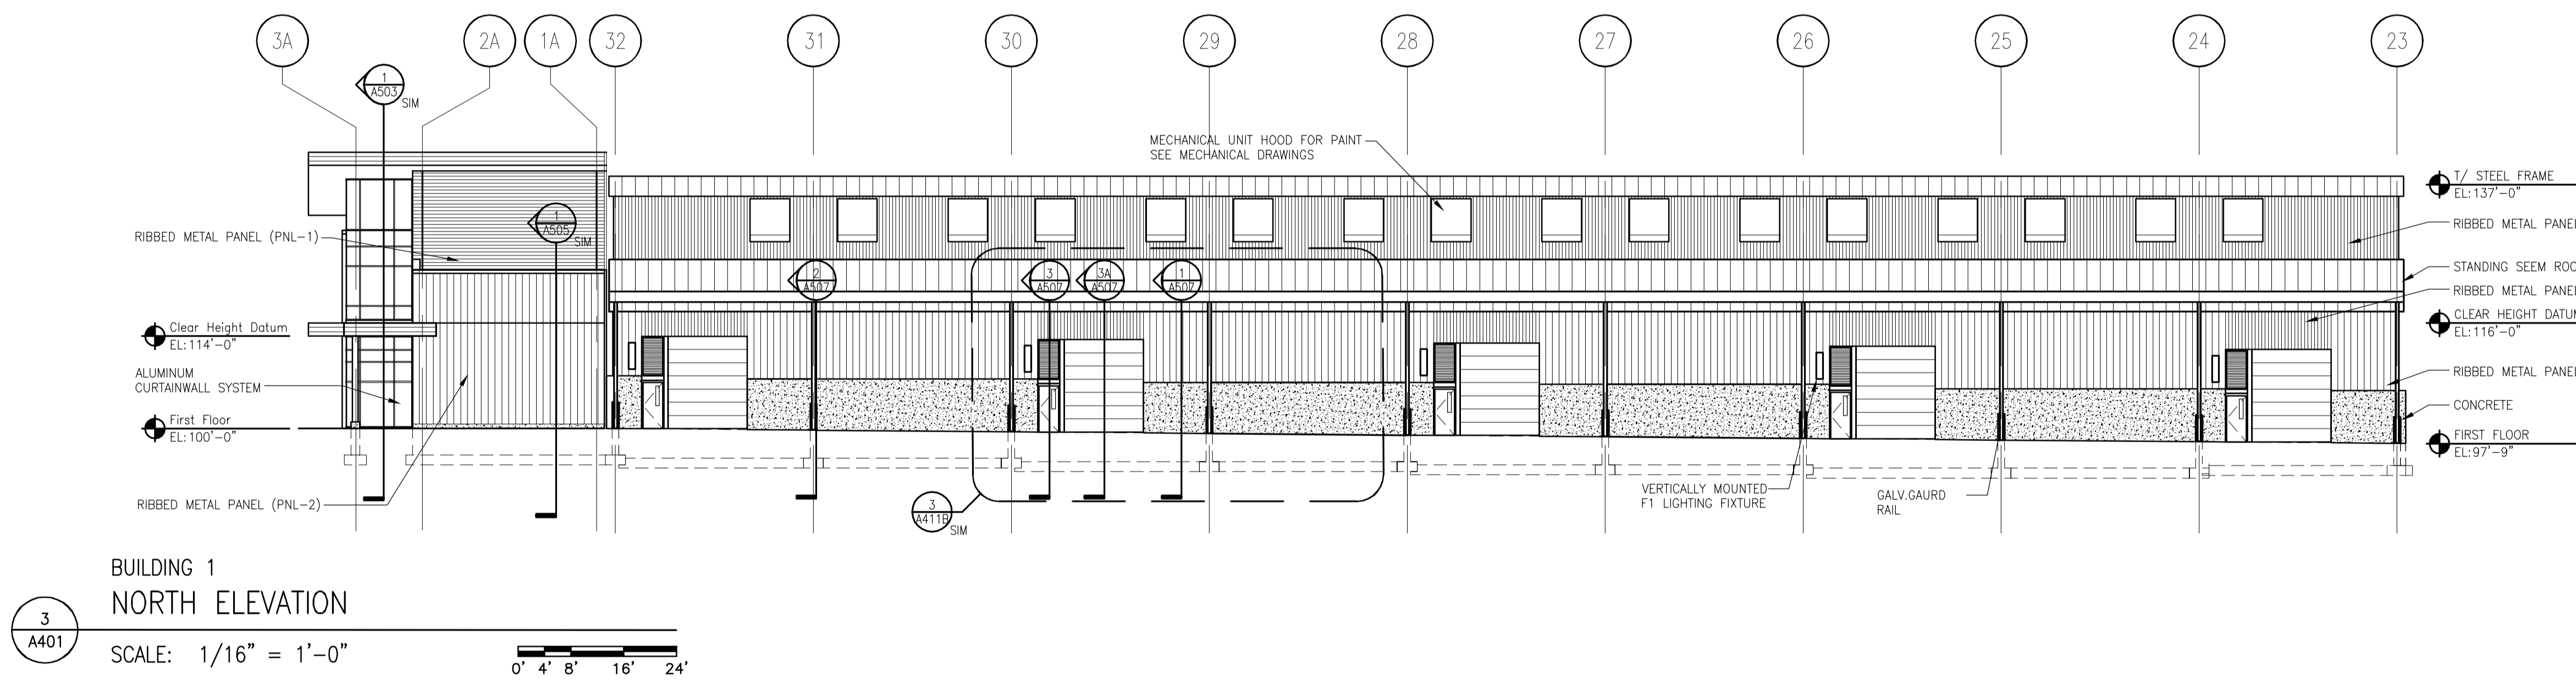 3A 2A 1A 32 31 30 29 28 27 26 25 24 23
1
A503
SIM
MECHANICAL UNIT HOOD FOR PAINT
SEE MECHANICAL DRAWINGS
T/ STEEL FRAME
EL:137'-0"
1
A505
SIM
RIBBED METAL PANEL (PNL-1)
RIBBED METAL PANEL
STANDING SEEM ROO
2
A507
3
A507
3A
A507
1
A507
RIBBED METAL PANEL
Clear Height Datum
EL:114'-0"
CLEAR HEIGHT DATUM
EL:116'-0"
ALUMINUM
CURTAINWALL SYSTEM
RIBBED METAL PANEL
CONCRETE
First Floor
EL:100'-0"
FIRST FLOOR
EL:97'-9"
RIBBED METAL PANEL (PNL-2)
3
A411B
SIM
VERTICALLY MOUNTED
F1 LIGHTING FIXTURE
GALV.GAURD
RAIL
BUILDING 1
NORTH ELEVATION
3
A401
SCALE: 1/16" = 1'-0"
0' 4' 8' 16' 24'